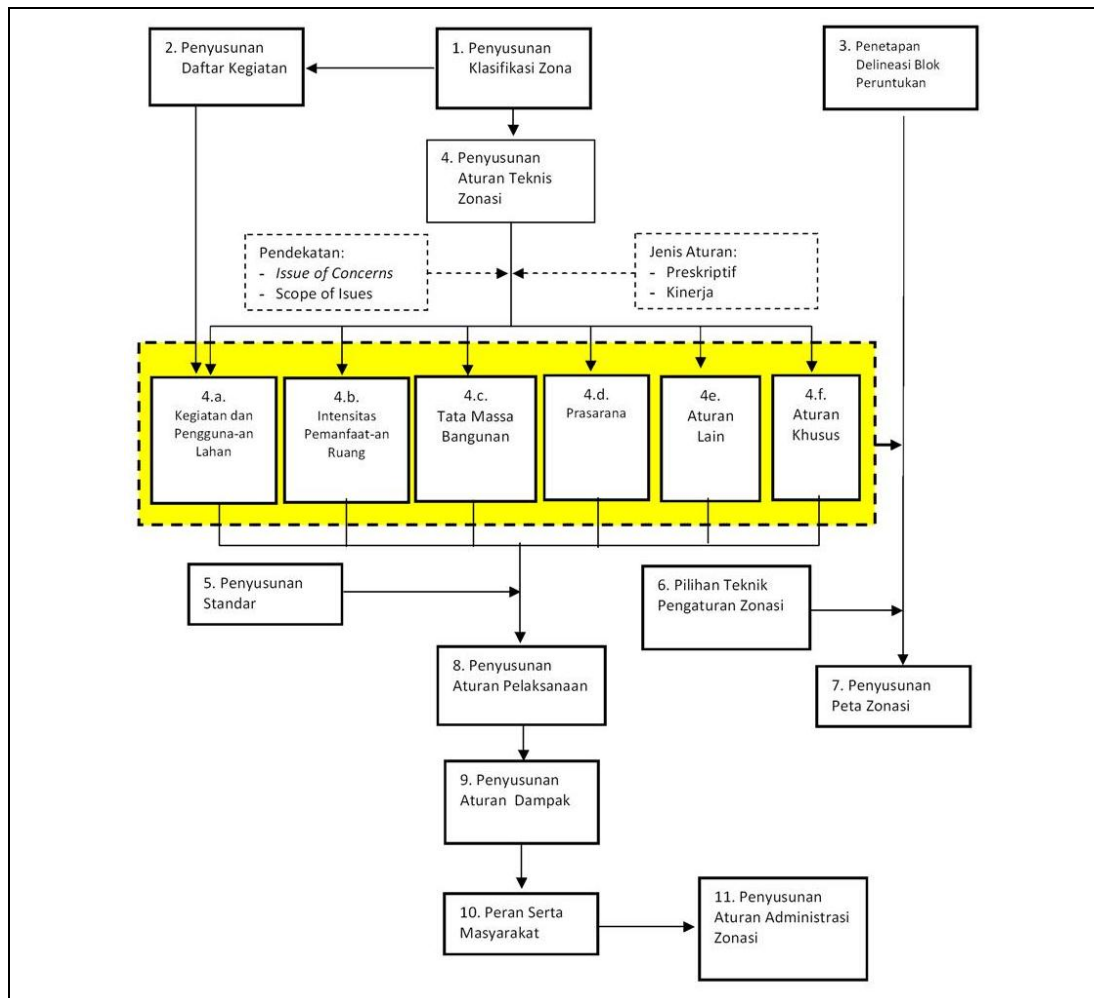 2. Penyusunan
Daftar Kegiatan
1. Penyusunan
Klasifikasi Zona
3. Penetapan
Delineasi Blok
Peruntukan
4. Penyusunan
Aturan Teknis
Zonasi
Pendekatan:
- Issue of Concerns
- Scope of Isues
Jenis Aturan:
- Preskriptif
- Kinerja
4.a.
Kegiatan dan
Pengguna-an
Lahan
4.b.
Intensitas
Pemanfaat-an
Ruang
4.c.
Tata Massa
Bangunan
4.d.
Prasarana
4e.
Aturan
Lain
4.f.
Aturan
Khusus
5. Penyusunan
Standar
6. Pilihan Teknik
Pengaturan Zonasi
8. Penyusunan
Aturan Pelaksanaan
7. Penyusunan
Peta Zonasi
9. Penyusunan
Aturan Dampak
10. Peran Serta
Masyarakat
11. Penyusunan
Aturan Administrasi
Zonasi